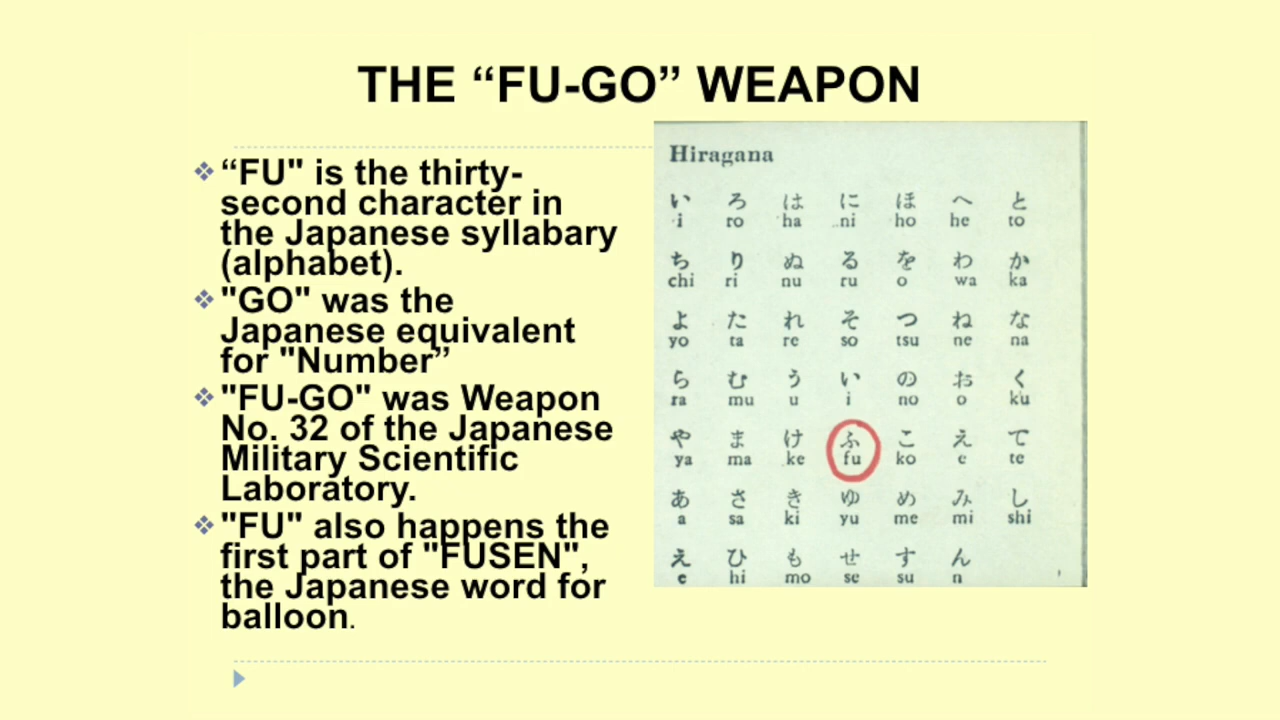 THE “FU-GO” WEAPON
❖ “FU" is the thirty-
second character in
the Japanese syllabary
(alphabet).
❖ "GO" was the
Japanese equivalent
for "Number”
❖ "FU-GO" was Weapon
No. 32 of the Japanese
Military Scientific
Laboratory.
❖ "FU" also happens the
first part of "FUSEN",
the Japanese word for
balloon.
Hiragana
い ろ は に ほ へ と
i ro ha ni ho he to
ち り ぬ る を わ か
chi ri nu ru o wa ka
よ た れ そ つ ね な
yo ta re so tsu ne na
ら む う い の お く
ra mu u i no o ku
や ま け ふ こ え て
ya ma ke fu ko e te
あ さ き ゆ め み し
a sa ki yu me mi shi
え ひ も せ す ん
e hi mo se su n